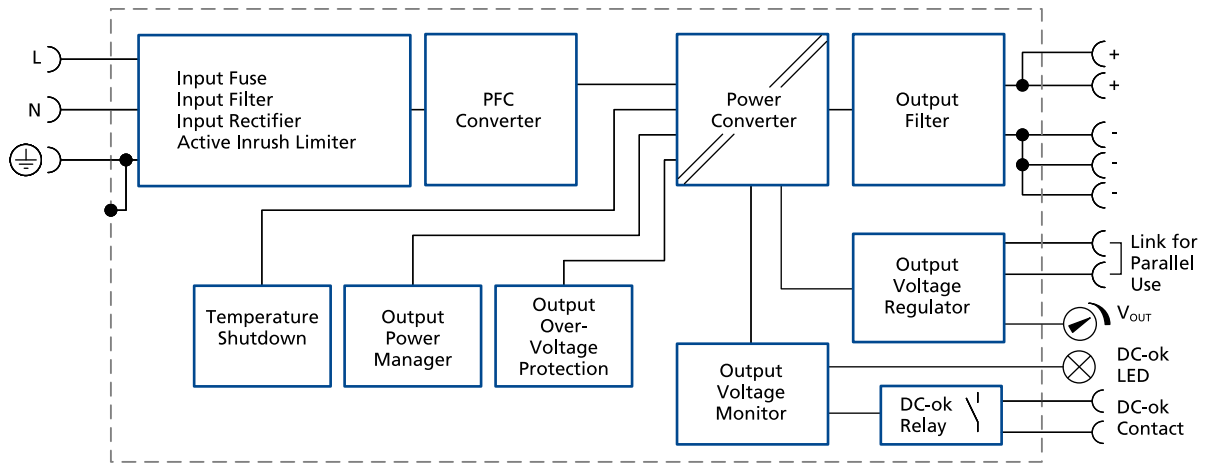 L
N
Input Fuse
Input Filter
Input Rectifier
Active Inrush Limiter
PFC
Converter
Power
Converter
Output
Filter
+
+
-
-
-
Temperature
Shutdown
Output
Power
Manager
Output
Over-
Voltage
Protection
Output
Voltage
Regulator
Link for
Parallel
Use
VOUT
Output
Voltage
Monitor
DC-ok
LED
DC-ok
Relay
DC-ok
Contact